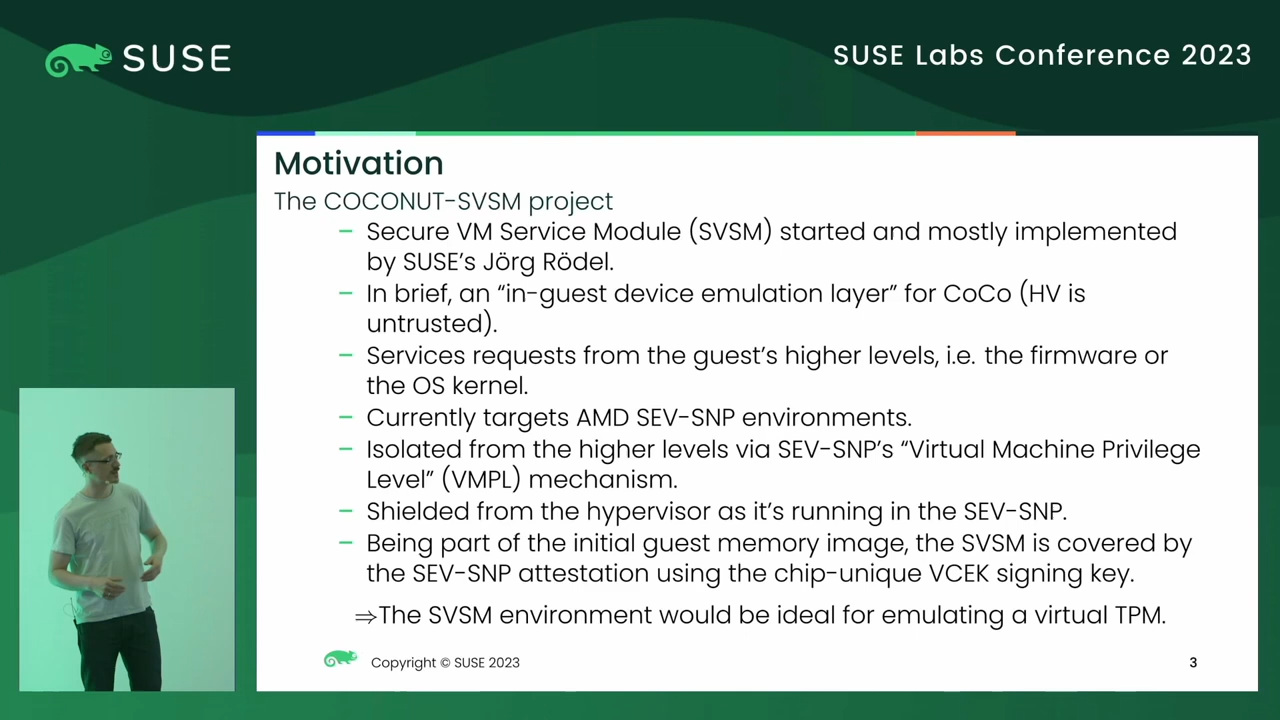 SUSE
SUSE Labs Conference 2023
Motivation
The COCONUT-SVSM project
– Secure VM Service Module (SVSM) started and mostly implemented
by SUSE's Jörg Rödel.
– In brief, an “in-guest device emulation layer” for CoCo (HV is
untrusted).
– Services requests from the guest's higher levels, i.e. the firmware or
the OS kernel.
– Currently targets AMD SEV-SNP environments.
– Isolated from the higher levels via SEV-SNP's “Virtual Machine Privilege
Level” (VMPL) mechanism.
– Shielded from the hypervisor as it's running in the SEV-SNP.
– Being part of the initial guest memory image, the SVSM is covered by
the SEV-SNP attestation using the chip-unique VCEK signing key.
⇒The SVSM environment would be ideal for emulating a virtual TPM.
Copyright © SUSE 2023
3